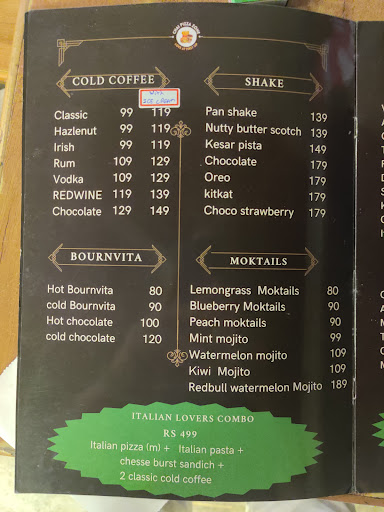 COLD COFFEE
With
ICE CREAM
Classic 99 119
Hazlenut 99 119
Irish 99 119
Rum 109 129
Vodka 109 129
REDWINE 119 139
Chocolate 129 149
BOURNVITA
Hot Bournvita 80
cold Bournvita 90
Hot chocolate 100
cold chocolate 120
SHAKE
Pan shake 139
Nutty butter scotch 139
Kesar pista 149
Chocolate 179
Oreo 179
kitkat 179
Choco strawberry 179
MOKTAILS
Lemongrass Moktails 80
Blueberry Moktails 90
Peach moktails 90
Mint mojito 99
Watermelon mojito 109
Kiwi Mojito 109
Redbull watermelon Mojito 189
ITALIAN LOVERS COMBO
RS 499
Italian pizza (m) + Italian pasta +
chesse burst sandich +
2 classic cold coffee